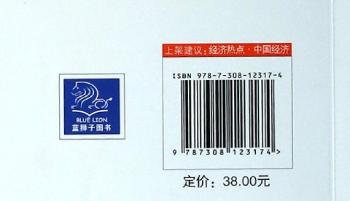 上架建议：经济热点·中国经济
ISBN 978-7-308-12317-4
9 787308 123174
定价：38.00元
BLUE LION
蓝狮子图书